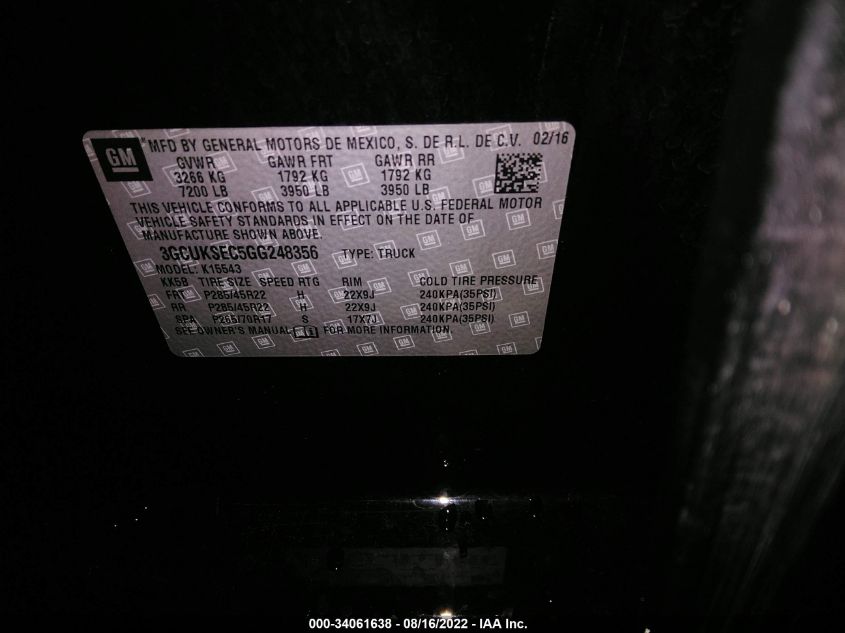 GM
MFD BY GENERAL MOTORS DE MEXICO, S. DE R.L. DE C.V. 02/16
GVWR GAWR FRT GAWR RR
3266 KG 1792 KG 1792 KG
7200 LB 3950 LB 3950 LB
THIS VEHICLE CONFORMS TO ALL APPLICABLE U.S. FEDERAL MOTOR
VEHICLE SAFETY STANDARDS IN EFFECT ON THE DATE OF
MANUFACTURE SHOWN ABOVE.
3GCUKSEC5GG248356 TYPE: TRUCK
MODEL: K15543
KK5B TIRE SIZE SPEED RTG RIM COLD TIRE PRESSURE
FRT P285/45R22 H 22X9J 240KPA(35PSI)
RR P285/45R22 H 22X9J 240KPA(35PSI)
SPA P265/70R17 S 17X7J 240KPA(35PSI)
SEE OWNER'S MANUAL FOR MORE INFORMATION.
000-34061638 - 08/16/2022 - IAA Inc.